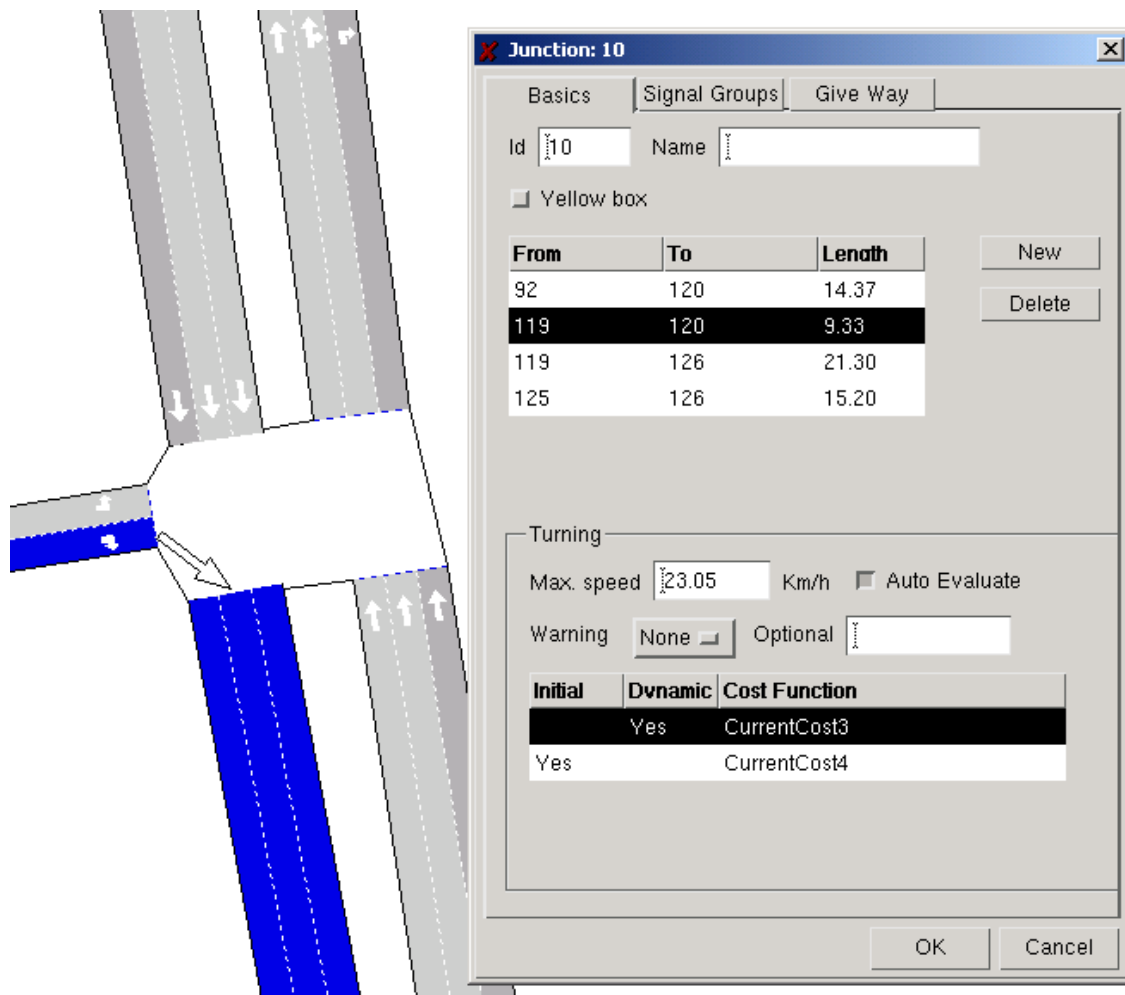 Junction: 10
Basics Signal Groups Give Way
Id 10 Name
Yellow box
From To Length
92 120 14.37
119 120 9.33
119 126 21.30
125 126 15.20
New
Delete
Turning
Max. speed 23.05 Km/h Auto Evaluate
Warning None Optional
Initial Dynamic Cost Function
Yes CurrentCost3
Yes CurrentCost4
OK Cancel